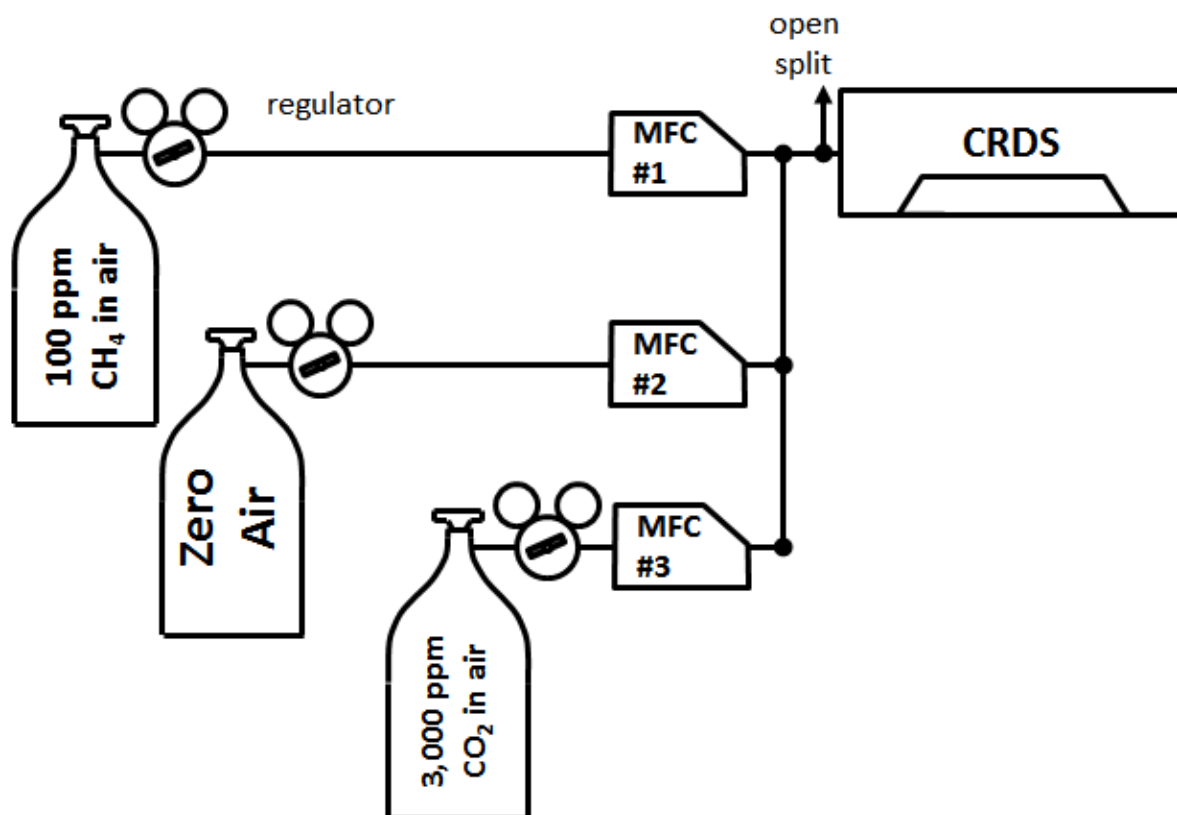 open
split
regulator
MFC
#1
CRDS
100 ppm
CH₄ in air
MFC
#2
Zero
Air
MFC
#3
3,000 ppm
CO₂ in air